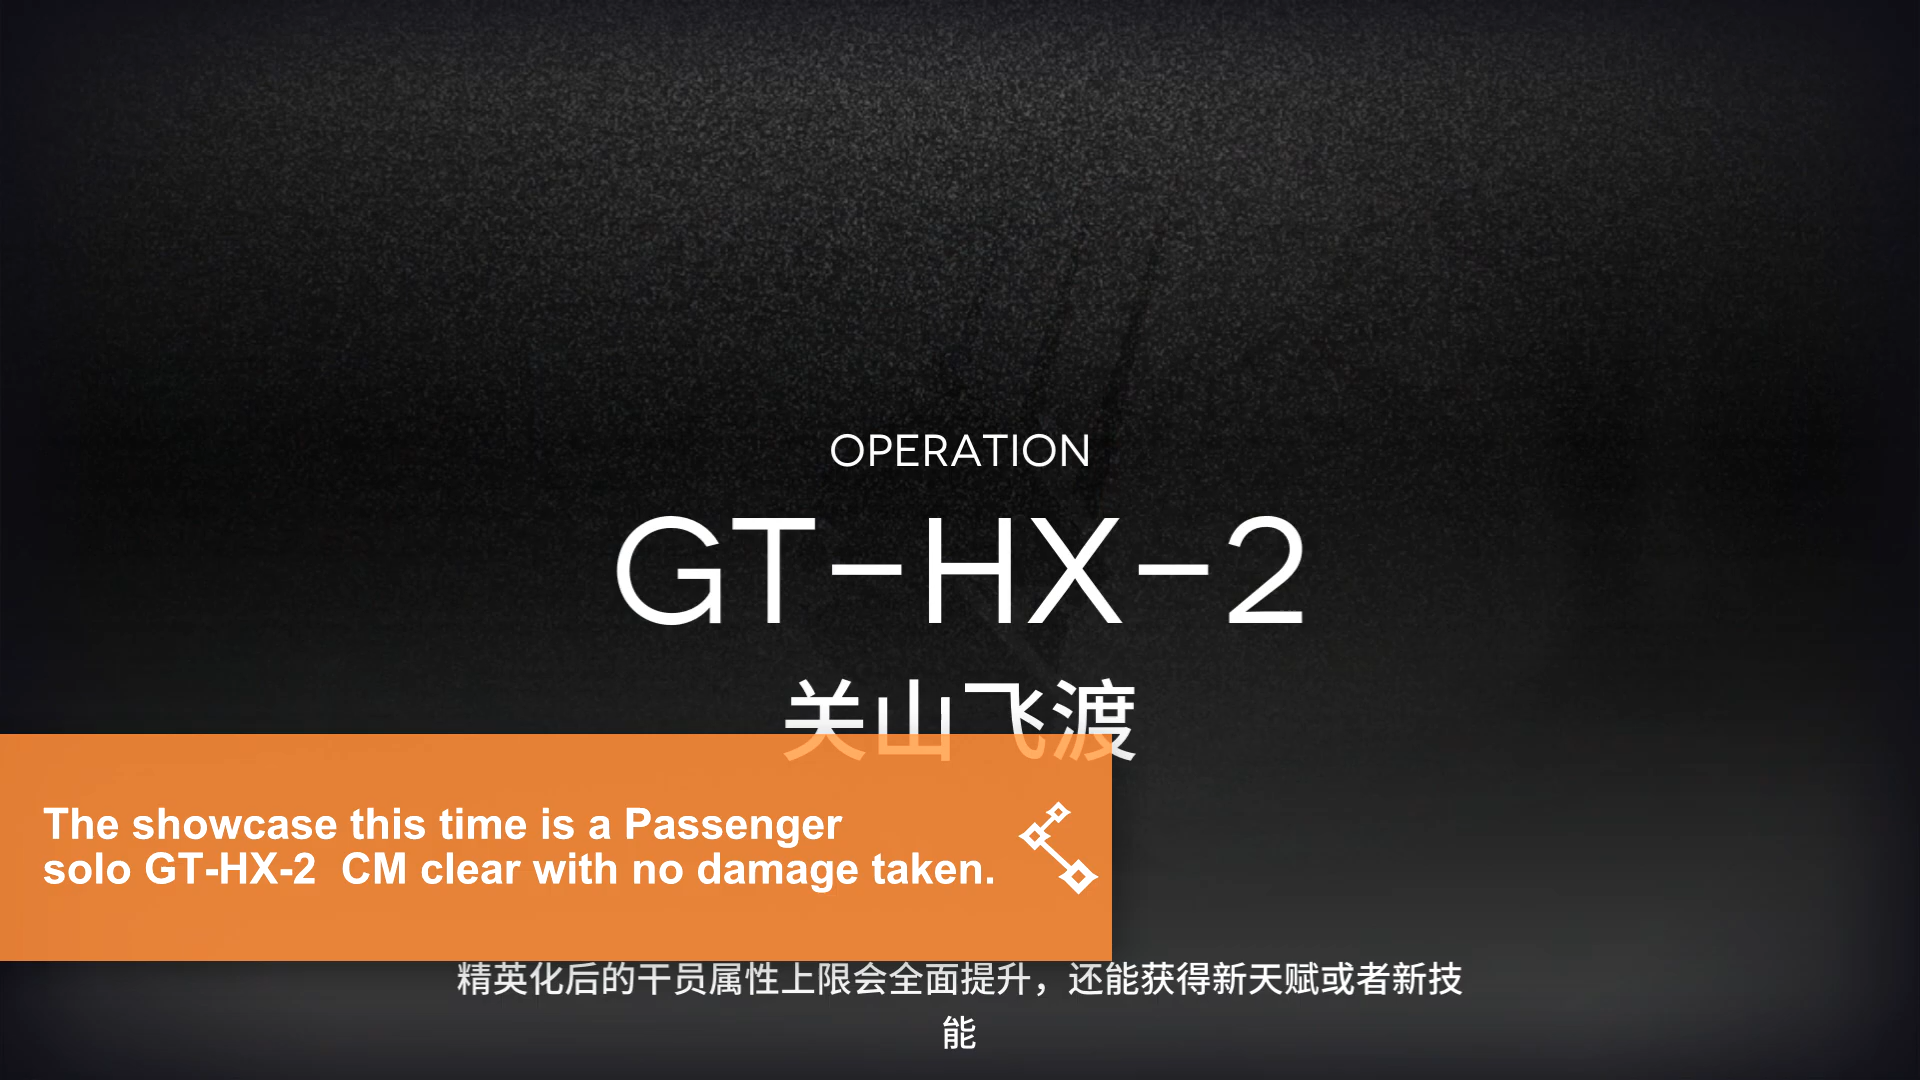 OPERATION
GT-HX-2
关山飞渡
The showcase this time is a Passenger
solo GT-HX-2  CM clear with no damage taken.
精英化后的干员属性上限会全面提升，还能获得新天赋或者新技
能